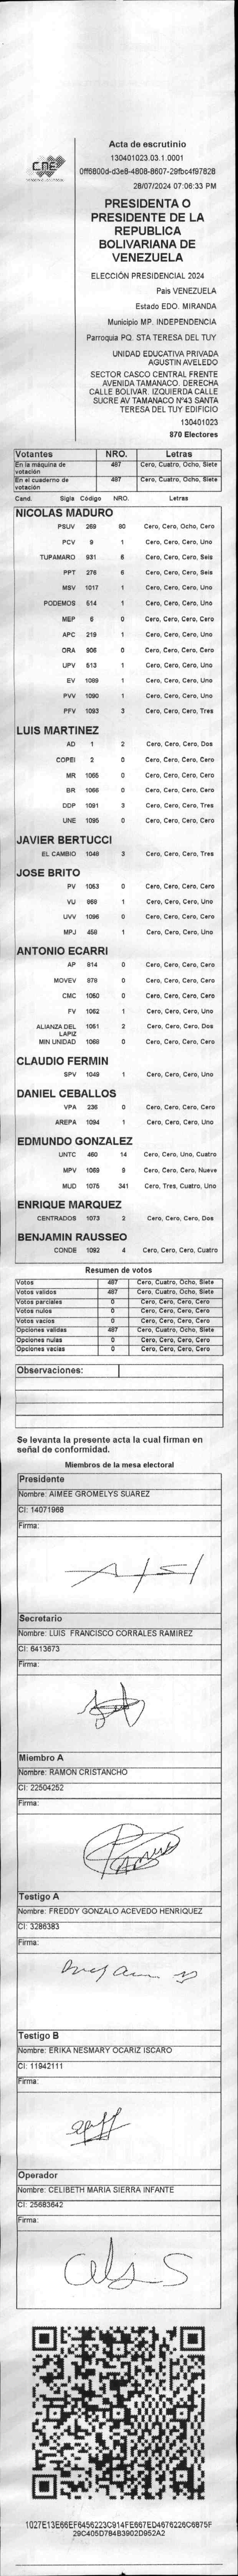 CNE
Acta de escrutinio
130401023.03.1.0001
0ff6800d-d3e8-4808-8607-29fbc4f97828
28/07/2024 07:06:33 PM
PRESIDENTA O
PRESIDENTE DE LA
REPUBLICA
BOLIVARIANA DE
VENEZUELA
ELECCIÓN PRESIDENCIAL 2024
Pais VENEZUELA
Estado EDO. MIRANDA
Municipio MP. INDEPENDENCIA
Parroquia PQ. STA TERESA DEL TUY
UNIDAD EDUCATIVA PRIVADA
AGUSTIN AVELEDO
SECTOR CASCO CENTRAL FRENTE
AVENIDA TAMANACO. DERECHA
CALLE BOLIVAR. IZQUIERDA CALLE
SUCRE AV TAMANACO Nº43 SANTA
TERESA DEL TUY EDIFICIO
130401023
870 Electores
Votantes NRO. Letras
En la máquina de votación 487 Cero, Cuatro, Ocho, Siete
En el cuaderno de votación 487 Cero, Cuatro, Ocho, Siete
Cand. Sigla Código NRO. Letras
NICOLAS MADURO
PSUV 269 80 Cero, Cero, Ocho, Cero
PCV 9 1 Cero, Cero, Cero, Uno
TUPAMARO 931 6 Cero, Cero, Cero, Seis
PPT 276 6 Cero, Cero, Cero, Seis
MSV 1017 1 Cero, Cero, Cero, Uno
PODEMOS 514 1 Cero, Cero, Cero, Uno
MEP 6 0 Cero, Cero, Cero, Cero
APC 219 1 Cero, Cero, Cero, Uno
ORA 906 0 Cero, Cero, Cero, Cero
UPV 513 1 Cero, Cero, Cero, Uno
EV 1089 1 Cero, Cero, Cero, Uno
PVV 1090 1 Cero, Cero, Cero, Uno
PFV 1093 3 Cero, Cero, Cero, Tres
LUIS MARTINEZ
AD 1 2 Cero, Cero, Cero, Dos
COPEI 2 0 Cero, Cero, Cero, Cero
MR 1065 0 Cero, Cero, Cero, Cero
BR 1066 0 Cero, Cero, Cero, Cero
DDP 1091 3 Cero, Cero, Cero, Tres
UNE 1095 0 Cero, Cero, Cero, Cero
JAVIER BERTUCCI
EL CAMBIO 1048 3 Cero, Cero, Cero, Tres
JOSE BRITO
PV 1053 0 Cero, Cero, Cero, Cero
VU 968 1 Cero, Cero, Cero, Uno
UVV 1096 0 Cero, Cero, Cero, Cero
MPJ 458 1 Cero, Cero, Cero, Uno
ANTONIO ECARRI
AP 814 0 Cero, Cero, Cero, Cero
MOVEV 979 0 Cero, Cero, Cero, Cero
CMC 1050 0 Cero, Cero, Cero, Cero
FV 1062 1 Cero, Cero, Cero, Uno
ALIANZA DEL LAPIZ 1051 2 Cero, Cero, Cero, Dos
MIN UNIDAD 1068 0 Cero, Cero, Cero, Cero
CLAUDIO FERMIN
SPV 1049 1 Cero, Cero, Cero, Uno
DANIEL CEBALLOS
VPA 236 0 Cero, Cero, Cero, Cero
AREPA 1094 1 Cero, Cero, Cero, Uno
EDMUNDO GONZALEZ
UNTC 460 14 Cero, Cero, Uno, Cuatro
MPV 1069 9 Cero, Cero, Cero, Nueve
MUD 1075 341 Cero, Tres, Cuatro, Uno
ENRIQUE MARQUEZ
CENTRADOS 1073 2 Cero, Cero, Cero, Dos
BENJAMIN RAUSSEO
CONDE 1092 4 Cero, Cero, Cero, Cuatro
Resumen de votos
Votos 487 Cero, Cuatro, Ocho, Siete
Votos validos 487 Cero, Cuatro, Ocho, Siete
Votos parciales 0 Cero, Cero, Cero, Cero
Votos nulos 0 Cero, Cero, Cero, Cero
Votos vacios 0 Cero, Cero, Cero, Cero
Opciones validas 487 Cero, Cuatro, Ocho, Siete
Opciones nulas 0 Cero, Cero, Cero, Cero
Opciones vacias 0 Cero, Cero, Cero, Cero
Observaciones:
Se levanta la presente acta la cual firman en
señal de conformidad.
Miembros de la mesa electoral
Presidente
Nombre: AIMEE GROMELYS SUAREZ
CI: 14071968
Firma:
Secretario
Nombre: LUIS FRANCISCO CORRALES RAMIREZ
CI: 6413673
Firma:
Miembro A
Nombre: RAMON CRISTANCHO
CI: 22504252
Firma:
Testigo A
Nombre: FREDDY GONZALO ACEVEDO HENRIQUEZ
CI: 3286383
Firma:
Testigo B
Nombre: ERIKA NESMARY OCARIZ ISCARO
CI: 11942111
Firma:
Operador
Nombre: CELIBETH MARIA SIERRA INFANTE
CI: 25683642
Firma:
1027E13E66EF6456223C914FE667ED4676226C6875F
29C405D784B3902D952A2